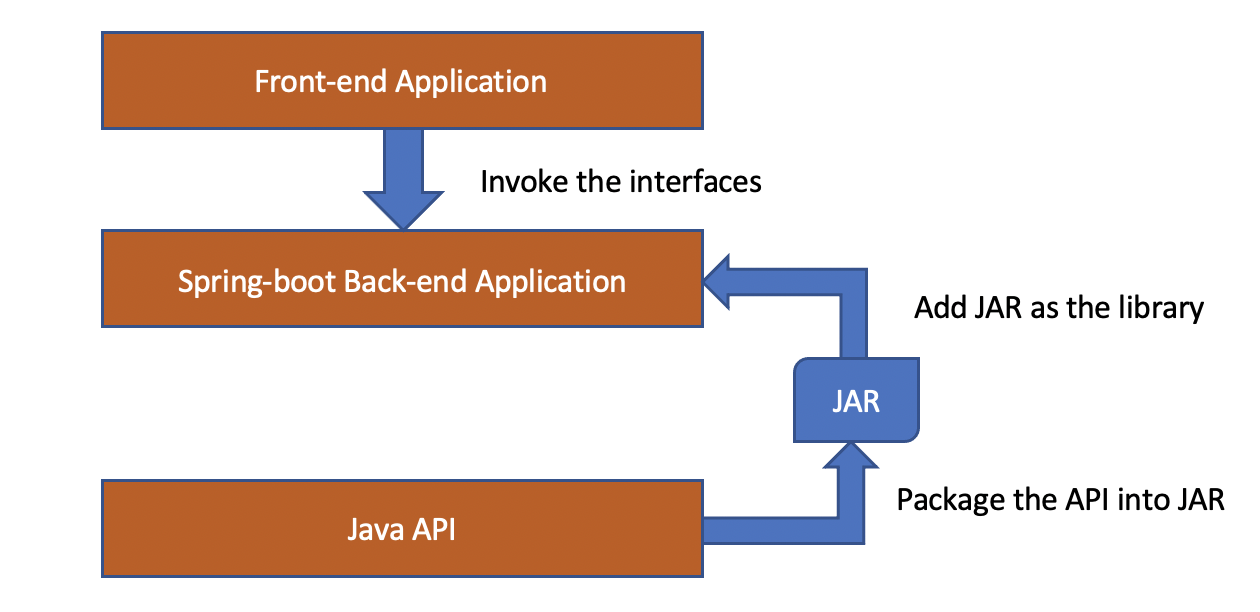 Front-end Application
Invoke the interfaces
Spring-boot Back-end Application
Add JAR as the library
JAR
Package the API into JAR
Java API